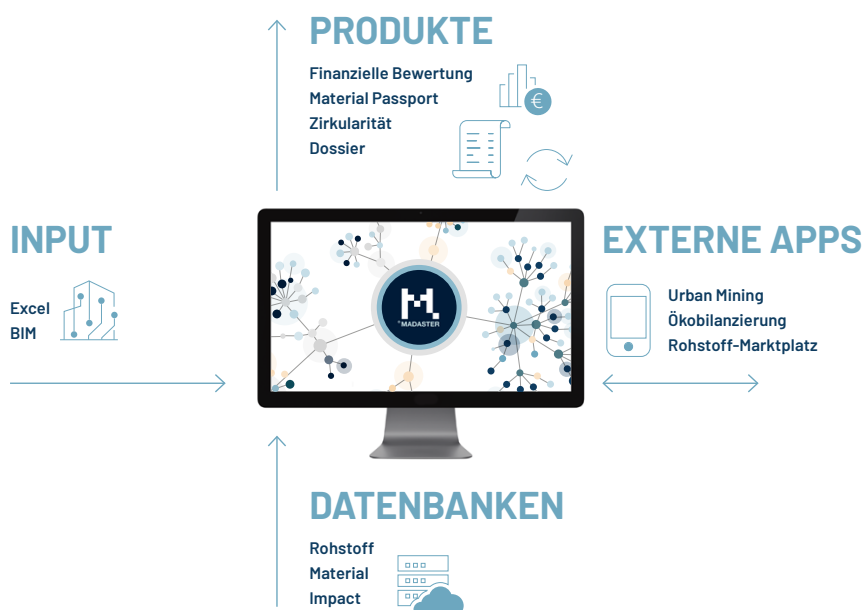 PRODUKTE
Finanzielle Bewertung
Material Passport
Zirkularität
Dossier
€
INPUT
Excel
BIM
MADASTER
EXTERNE APPS
Urban Mining
Ökobilanzierung
Rohstoff-Marktplatz
DATENBANKEN
Rohstoff
Material
Impact